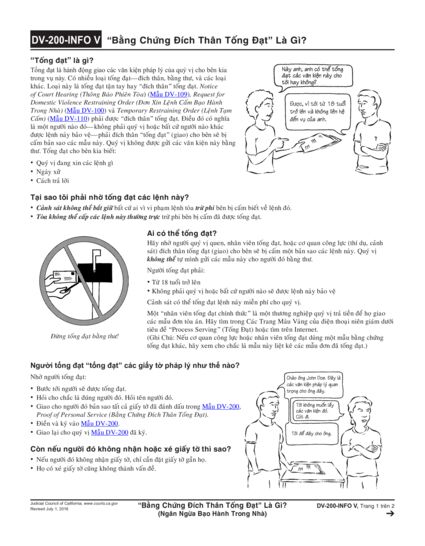 DV-200-INFO V
"Bằng Chứng Đích Thân Tống Đạt" Là Gì?
"Tống đạt" là gì?
Tống đạt là hành động giao các văn kiện pháp lý của quý vị cho bên kia
trong vụ này. Có nhiều loại tống đạt—đích thân, bằng thư, và các loại
khác. Loại này là tống đạt tận tay hay "đích thân" tống đạt. Notice
of Court Hearing (Thông Báo Phiên Tòa) (Mẫu DV-109), Request for
Domestic Violence Restraining Order (Đơn Xin Lệnh Cấm Bạo Hành
Trong Nhà) (Mẫu DV-100) và Temporary Restraining Order (Lệnh Tạm
Cấm) (Mẫu DV-110) phải được "đích thân" tống đạt. Điều đó có nghĩa
là một người nào đó—không phải quý vị hoặc bất cứ người nào khác
được lệnh này bảo vệ—phải đích thân "tống đạt" (giao) cho bên sẽ bị
cấm bản sao các mẫu này. Quý vị không được gửi các văn kiện này bằng
thư. Tống đạt cho bên kia biết:
• Quý vị đang xin các lệnh gì
• Ngày xử
• Cách trả lời
Này anh, anh có thể tống
đạt các văn kiện này cho
tôi hay không?
Được, vì tôi từ 18 tuổi
trở lên và không liên hệ
đến vụ của anh.
Tại sao tôi phải nhờ tống đạt các lệnh này?
• Cảnh sát không thể bắt giữ bất cứ ai vì vi phạm lệnh tòa trừ phi bên bị cấm biết về lệnh đó.
• Tòa không thể cấp các lệnh này thường trực trừ phi bên bị cấm đã được tống đạt.
Ai có thể tống đạt?
Hãy nhờ người quý vị quen, nhân viên tống đạt, hoặc cơ quan công lực (thí dụ, cảnh
sát) đích thân tống đạt (giao) cho bên sẽ bị cấm một bản sao các lệnh này. Quý vị
không thể tự mình gửi các mẫu này cho người đó bằng thư.
Người tống đạt phải:
• Từ 18 tuổi trở lên
• Không phải quý vị hoặc bất cứ người nào sẽ được lệnh này bảo vệ
Cảnh sát có thể tống đạt lệnh này miễn phí cho quý vị.
Một "nhân viên tống đạt chính thức" là một thương nghiệp quý vị trả tiền để họ giao
các mẫu đơn tòa án. Hãy tìm trong Các Trang Màu Vàng của điện thoại niên giám dưới
tiêu đề "Process Serving" (Tống Đạt) hoặc tìm trên Internet.
(Ghi Chú: Nếu cơ quan công lực hoặc nhân viên tống đạt dùng một mẫu bằng chứng
tống đạt khác, hãy xem cho chắc là mẫu này liệt kê các mẫu đơn đã tống đạt.)
Đừng tống đạt bằng thư!
Người tống đạt "tống đạt" các giấy tờ pháp lý như thế nào?
Nhờ người tống đạt:
• Bước tới người sẽ được tống đạt.
• Hỏi cho chắc là đúng người đó. Hỏi tên người đó.
• Giao cho người đó bản sao tất cả giấy tờ đã đánh dấu trong Mẫu DV-200,
Proof of Personal Service (Bằng Chứng Đích Thân Tống Đạt).
• Điền và ký vào Mẫu DV-200.
• Giao lại cho quý vị Mẫu DV-200 đã ký.
Chào ông Jon Doe. Đây là
các văn kiện pháp lý quan
trọng cho ông.
Tôi không muốn lấy
các văn kiện đó.
Cút đi.
Tôi để đây cho ông.
Còn nếu người đó không nhận hoặc xé giấy tờ thì sao?
• Nếu người đó không nhận giấy tờ, chỉ cần đặt giấy tờ gần họ.
• Họ có xé giấy tờ cũng không thành vấn đề.
Judicial Council of California, www.courts.ca.gov
Revised July 1, 2016
"Bằng Chứng Đích Thân Tống Đạt" Là Gì?
(Ngăn Ngừa Bạo Hành Trong Nhà)
DV-200-INFO V, Trang 1 trên 2